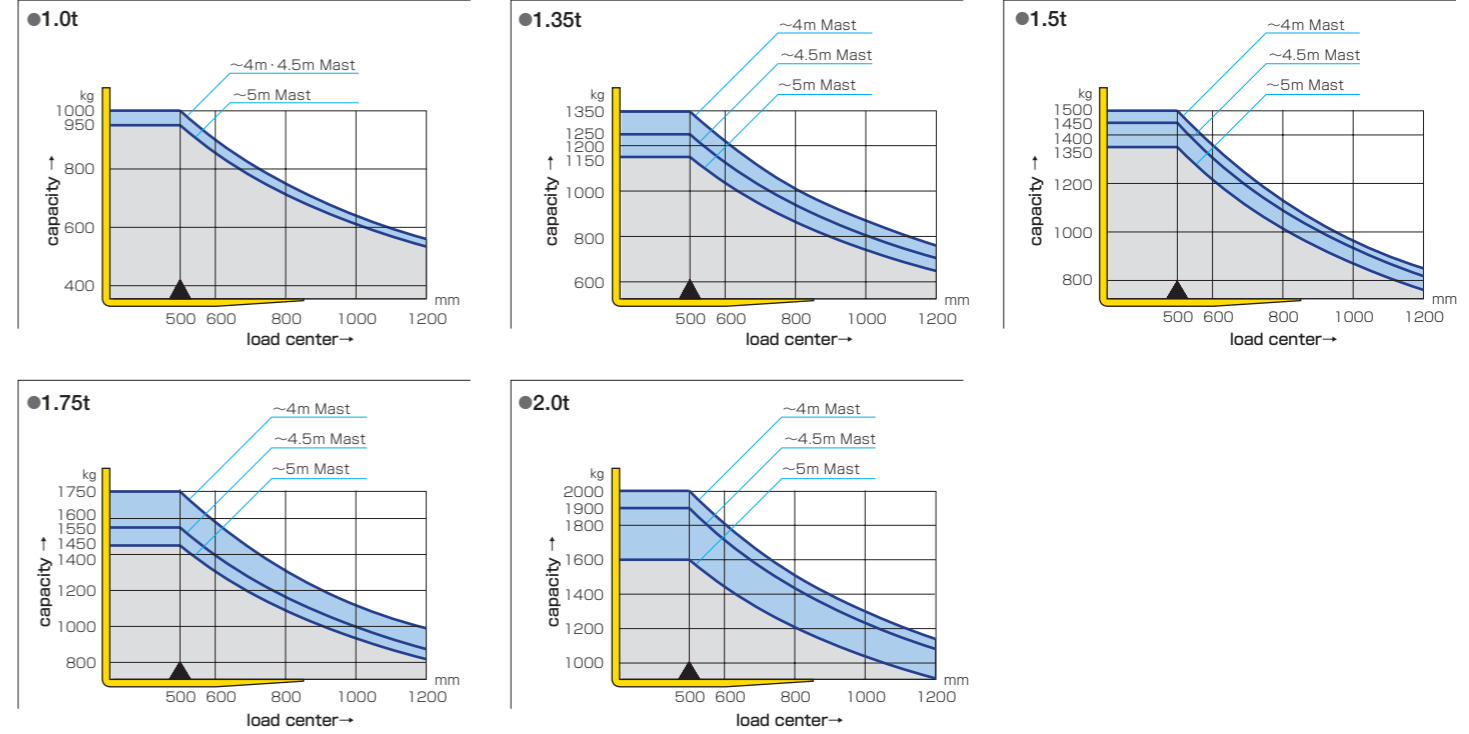 ●1.0t
～4m・4.5m Mast
～5m Mast
kg
1000
950
800
600
400
capacity →
mm
500 600 800 1000 1200
load center→
●1.35t
～4m Mast
～4.5m Mast
～5m Mast
kg
1350
1250
1200
1150
1000
800
600
capacity →
500 600 800 1000 1200
load center→
●1.5t
～4m Mast
～4.5m Mast
～5m Mast
kg
1500
1450
1400
1350
1200
1000
800
capacity →
mm
500 600 800 1000 1200
load center→
●1.75t
～4m Mast
～4.5m Mast
～5m Mast
kg
1750
1600
1550
1450
1400
1200
1000
800
capacity →
mm
500 600 800 1000 1200
load center→
●2.0t
～4m Mast
～4.5m Mast
～5m Mast
kg
2000
1900
1800
1600
1400
1200
1000
capacity →
mm
500 600 800 1000 1200
load center→